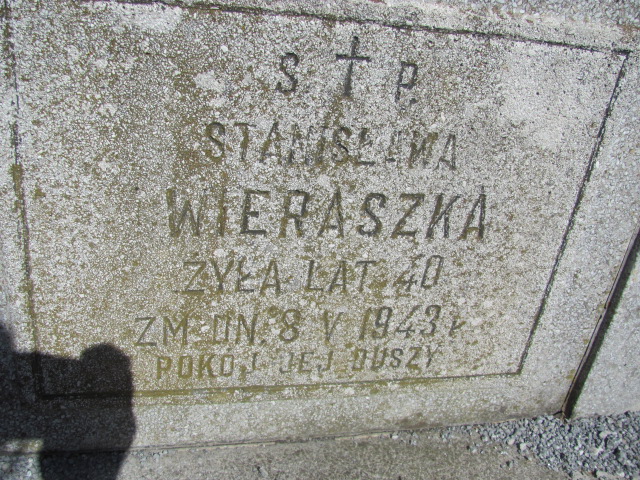 S † P.
STANISŁAWA
WIERASZKA
ŻYŁA LAT 40
ZM. DN. 8 V 1943 r
POKÓJ JEJ DUSZY